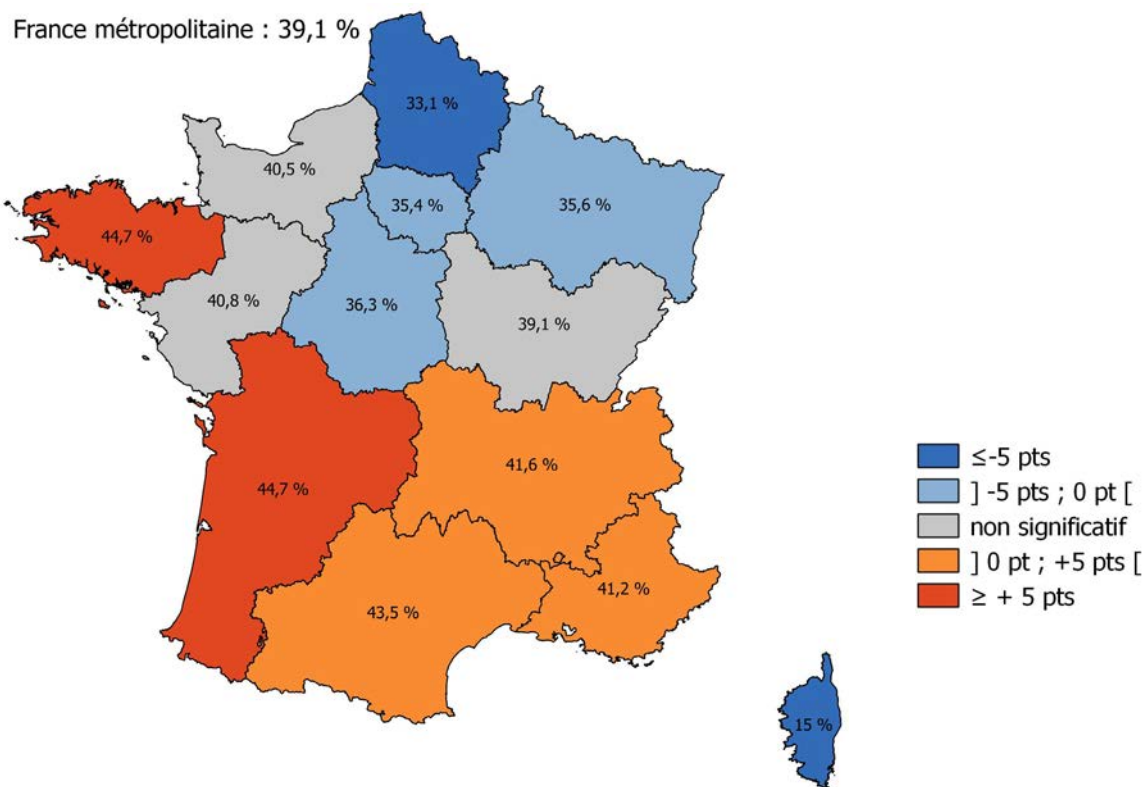 France métropolitaine : 39,1 %
33,1 %
40,5 %
35,4 %
35,6 %
44,7 %
40,8 %
36,3 %
39,1 %
41,6 %
44,7 %
41,2 %
43,5 %
15 %
≤-5 pts
] -5 pts ; 0 pt [
non significatif
] 0 pt ; +5 pts [
≥ + 5 pts